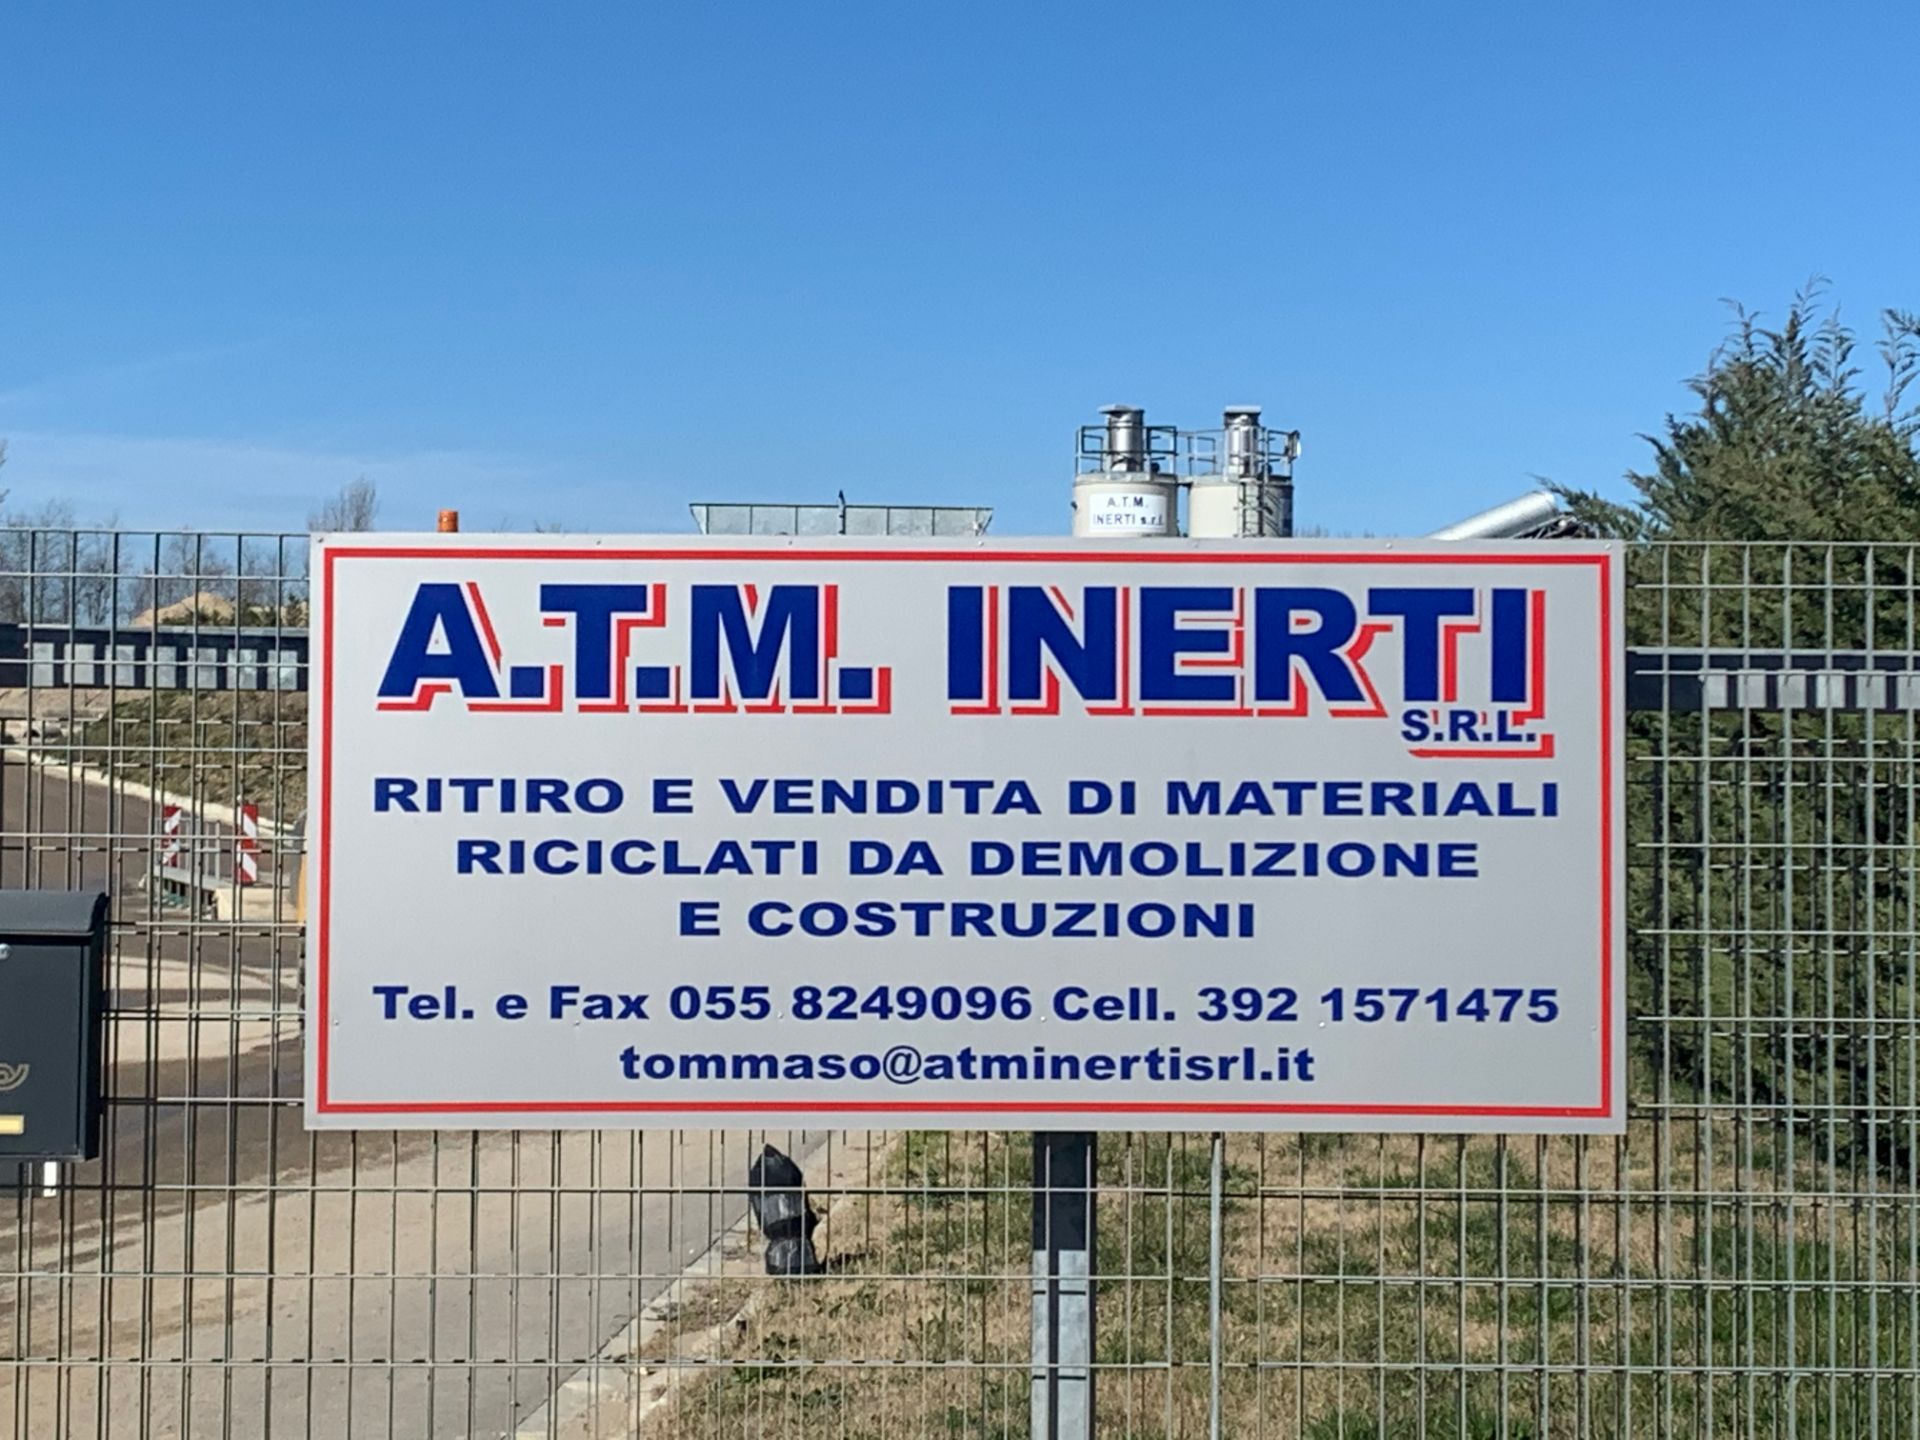 A.T.M.
INERTI s.r.l.
A.T.M. INERTI
S.R.L.
RITIRO E VENDITA DI MATERIALI
RICICLATI DA DEMOLIZIONE
E COSTRUZIONI
Tel. e Fax 055 8249096 Cell. 392 1571475
tommaso@atminertisrl.it